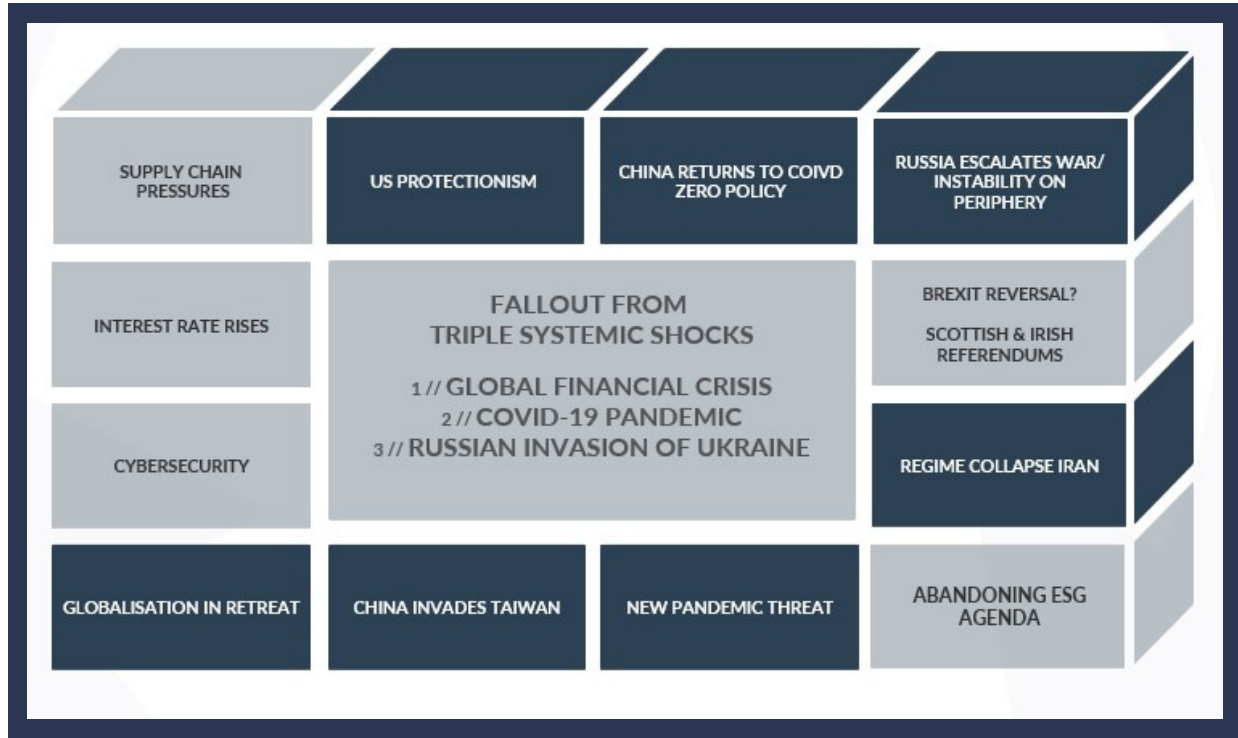 SUPPLY CHAIN
PRESSURES
US PROTECTIONISM
CHINA RETURNS TO COIVD
ZERO POLICY
RUSSIA ESCALATES WAR/
INSTABILITY ON
PERIPHERY
INTEREST RATE RISES
FALLOUT FROM
TRIPLE SYSTEMIC SHOCKS
1 // GLOBAL FINANCIAL CRISIS
2 // COVID-19 PANDEMIC
3 // RUSSIAN INVASION OF UKRAINE
BREXIT REVERSAL?
SCOTTISH & IRISH
REFERENDUMS
CYBERSECURITY
REGIME COLLAPSE IRAN
GLOBALISATION IN RETREAT
CHINA INVADES TAIWAN
NEW PANDEMIC THREAT
ABANDONING ESG
AGENDA